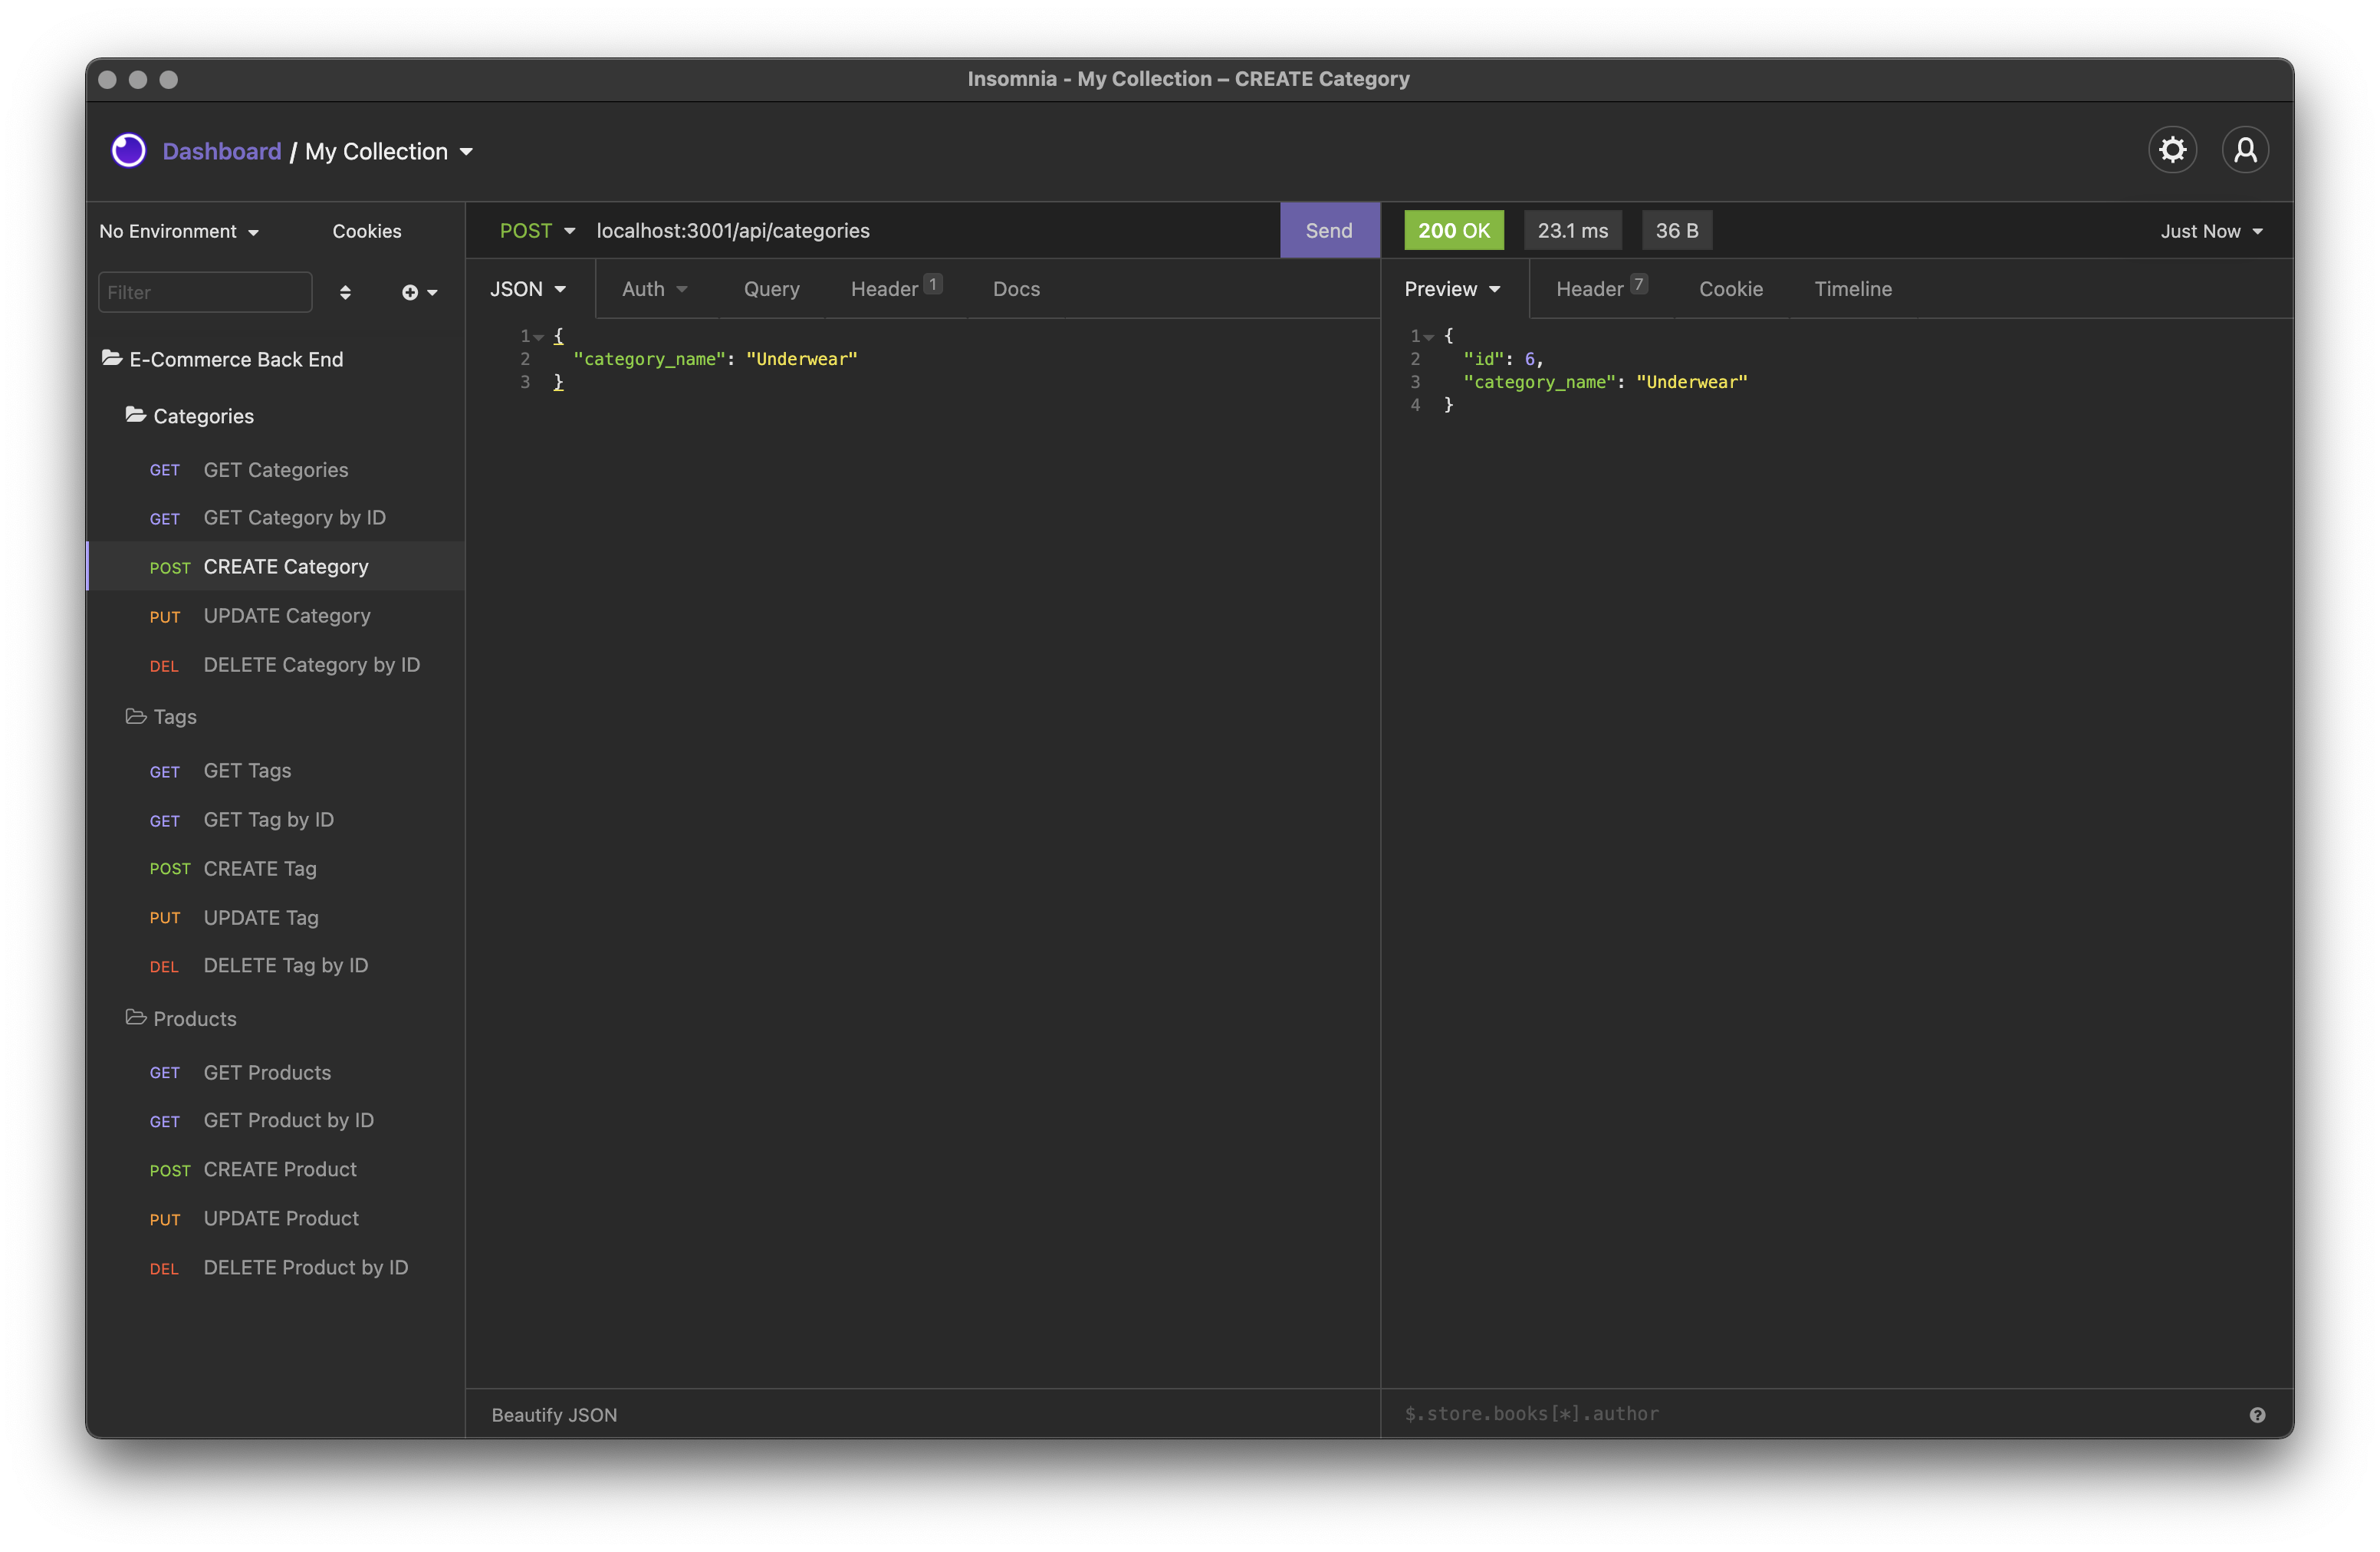 Insomnia - My Collection – CREATE Category
Dashboard / My Collection
No Environment
Cookies
Filter
E-Commerce Back End
Categories
GET GET Categories
GET GET Category by ID
POST CREATE Category
PUT UPDATE Category
DEL DELETE Category by ID
Tags
GET GET Tags
GET GET Tag by ID
POST CREATE Tag
PUT UPDATE Tag
DEL DELETE Tag by ID
Products
GET GET Products
GET GET Product by ID
POST CREATE Product
PUT UPDATE Product
DEL DELETE Product by ID
POST localhost:3001/api/categories Send
JSON Auth Query Header 1 Docs
1 {
2 "category_name": "Underwear"
3 }
Beautify JSON
200 OK 23.1 ms 36 B Just Now
Preview Header 7 Cookie Timeline
1 {
2 "id": 6,
3 "category_name": "Underwear"
4 }
$.store.books[*].author